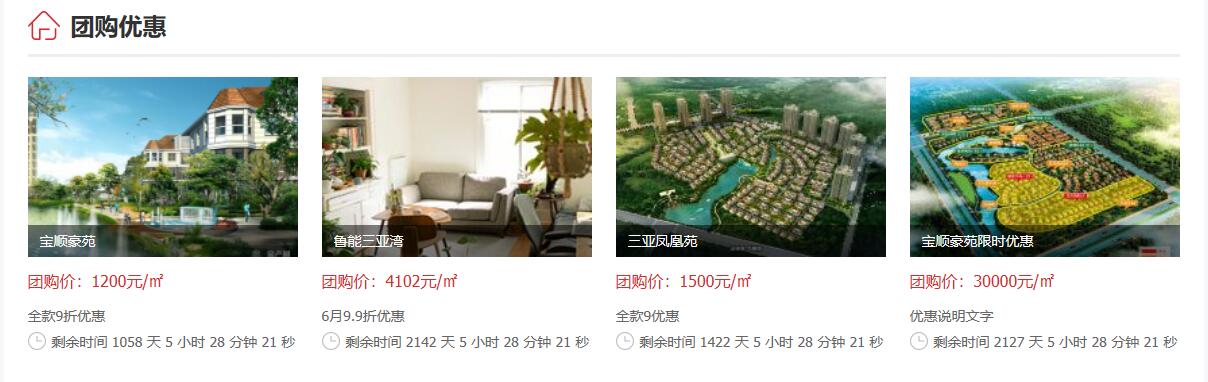 团购优惠
宝顺豪苑
鲁能三亚湾
三亚凤凰苑
宝顺豪苑限时优惠
团购价：1200元/㎡
团购价：4102元/㎡
团购价：1500元/㎡
团购价：30000元/㎡
全款9折优惠
6月9.9折优惠
全款9优惠
优惠说明文字
剩余时间 1058 天 5 小时 28 分钟 21 秒
剩余时间 2142 天 5 小时 28 分钟 21 秒
剩余时间 1422 天 5 小时 28 分钟 21 秒
剩余时间 2127 天 5 小时 28 分钟 21 秒